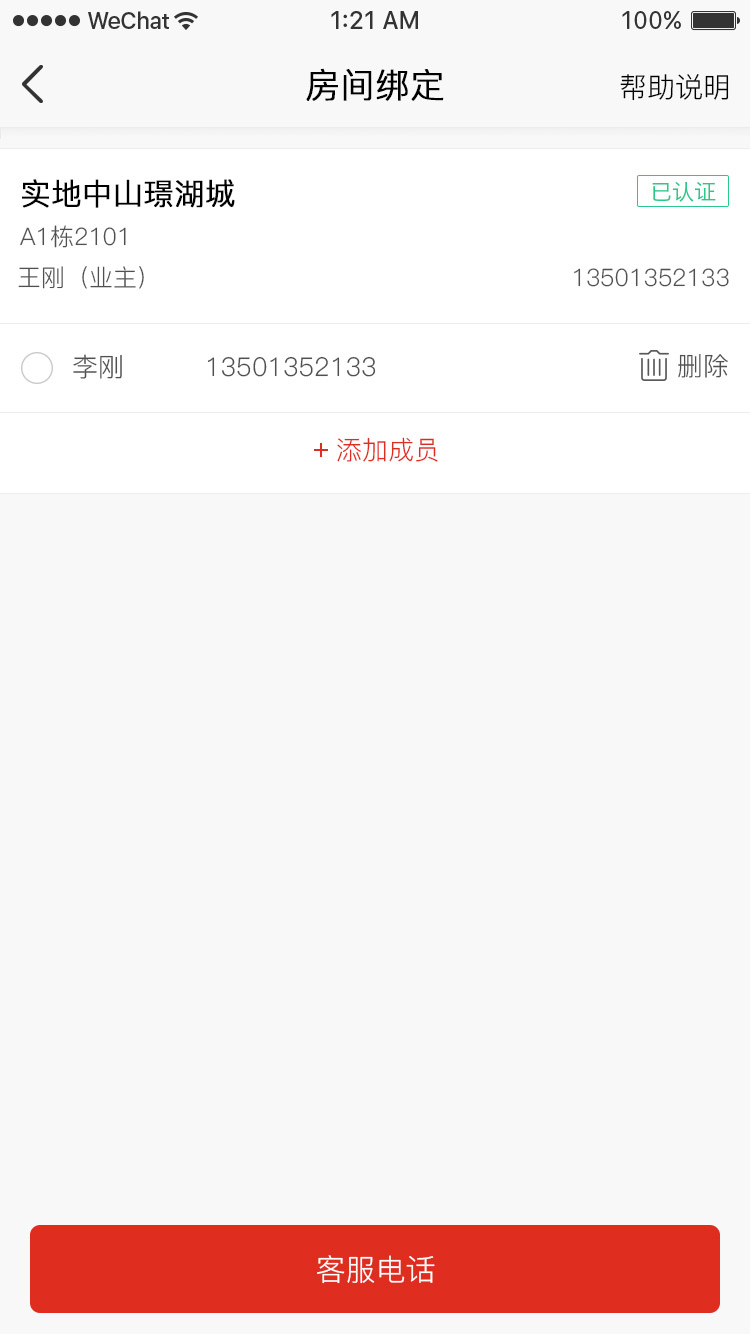 WeChat 1:21 AM 100%
房间绑定 帮助说明
实地中山璟湖城 已认证
A1栋2101
王刚（业主） 13501352133
李刚 13501352133 删除
+ 添加成员
客服电话